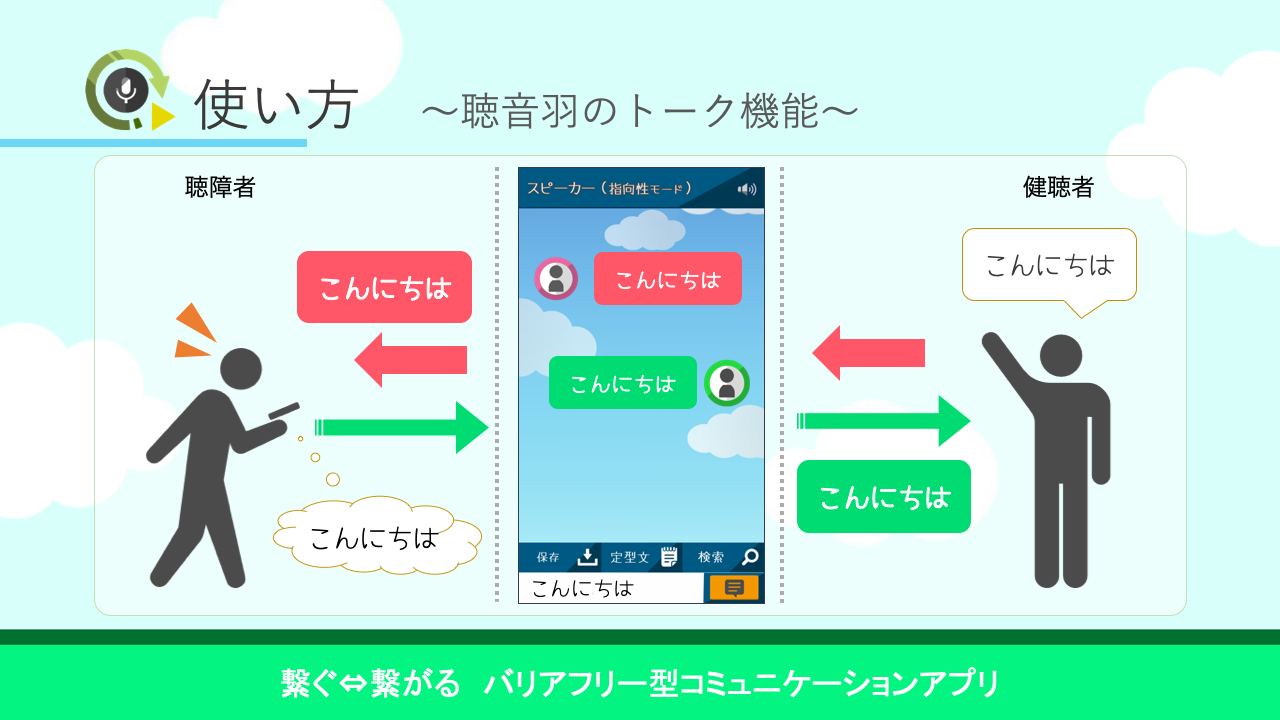 使い方
～聴音羽のトーク機能～
聴障者
健聴者
スピーカー（指向性モード）
こんにちは
こんにちは
こんにちは
こんにちは
こんにちは
こんにちは
保存 定型文 検索
こんにちは
繋ぐ⇔繋がる　バリアフリー型コミュニケーションアプリ